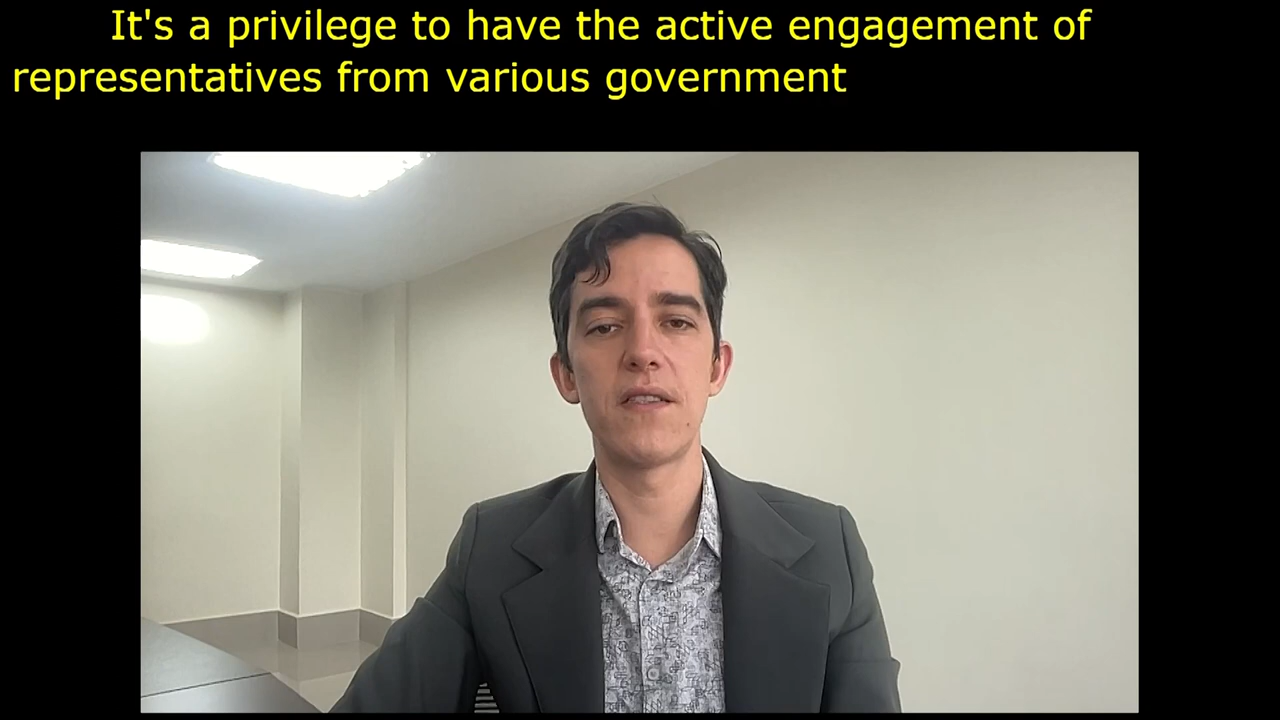 It's a privilege to have the active engagement of
representatives from various government